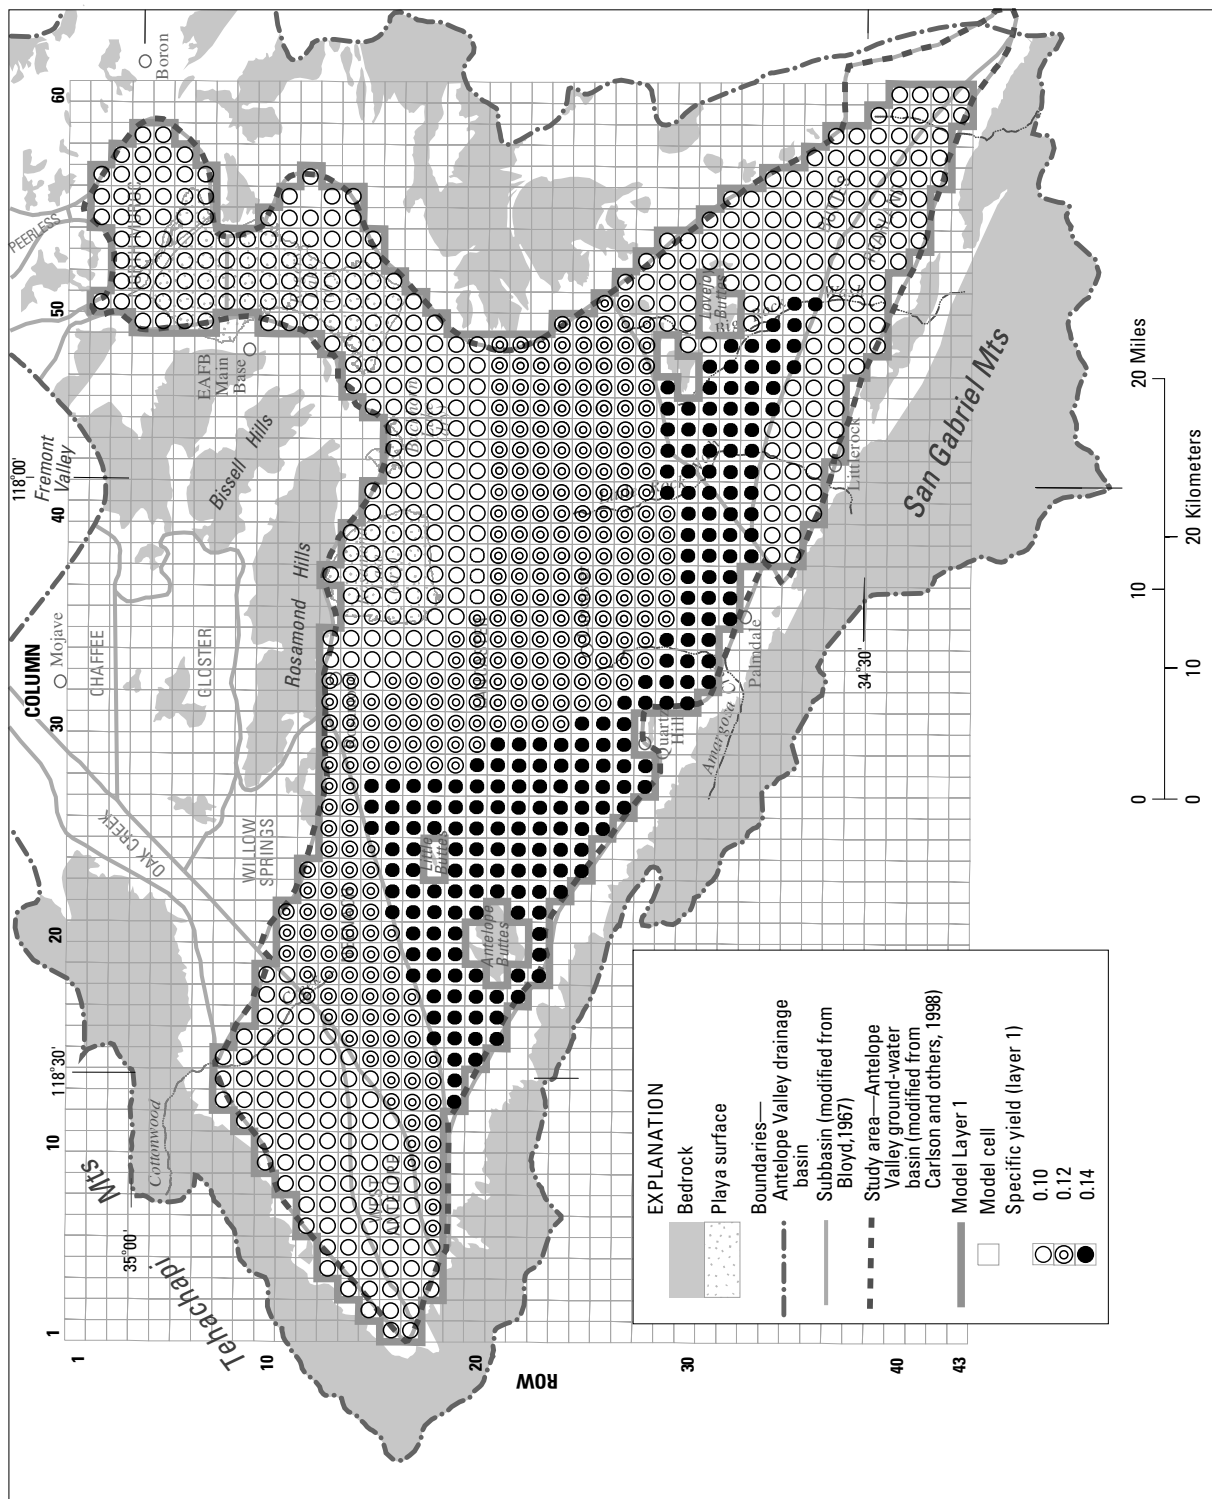 COLUMN
1
10
20
30
40
50
60
ROW
1
10
20
30
40
43
118°30'
118°00'
35°00'
34°30'
Tehachapi
Mts
Cottonwood
OAK CREEK
WILLOW
SPRINGS
Mojave
CHAFFEE
GLOSTER
Rosamond Hills
Bissell Hills
Fremont
Valley
EAFB
Main
Base
PEERLESS
Boron
Little
Buttes
Antelope
Buttes
Quartz
Hill
Amargosa
Palmdale
Littlerock
Lovejoy
Buttes
San Gabriel Mts
EXPLANATION
Bedrock
Playa surface
Boundaries—
Antelope Valley drainage
basin
Subbasin (modified from
Bloyd,1967)
Study area—Antelope
Valley ground-water
basin (modified from
Carlson and others, 1998)
Model Layer 1
Model cell
Specific yield (layer 1)
0.10
0.12
0.14
0
10
20 Miles
0
10
20 Kilometers